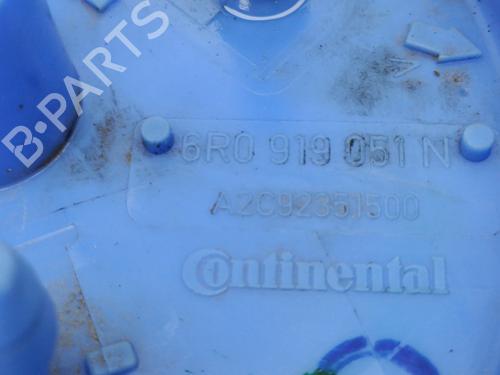 B-PARTS
6R0 919 051 N
A2C92351500
Continental